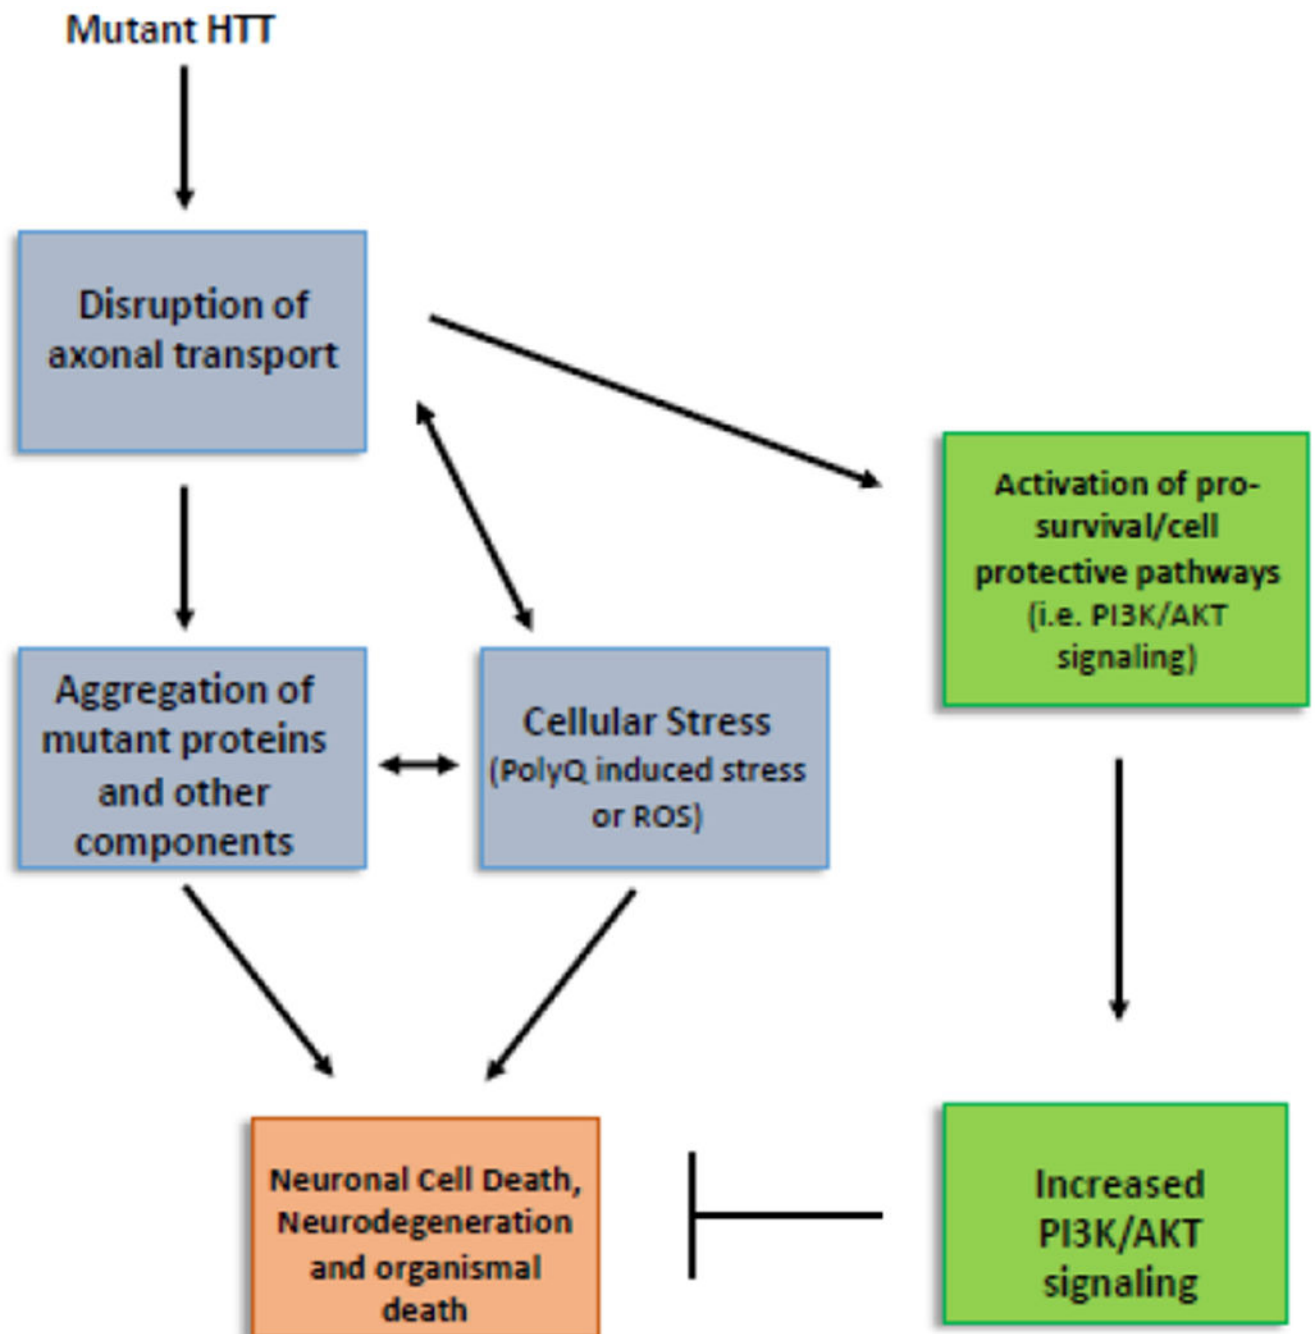 Mutant HTT
Disruption of
axonal transport
Activation of pro-
survival/cell
protective pathways
(i.e. PI3K/AKT
signaling)
Aggregation of
mutant proteins
and other
components
Cellular Stress
(PolyQ induced stress
or ROS)
Neuronal Cell Death,
Neurodegeneration
and organismal
death
Increased
PI3K/AKT
signaling